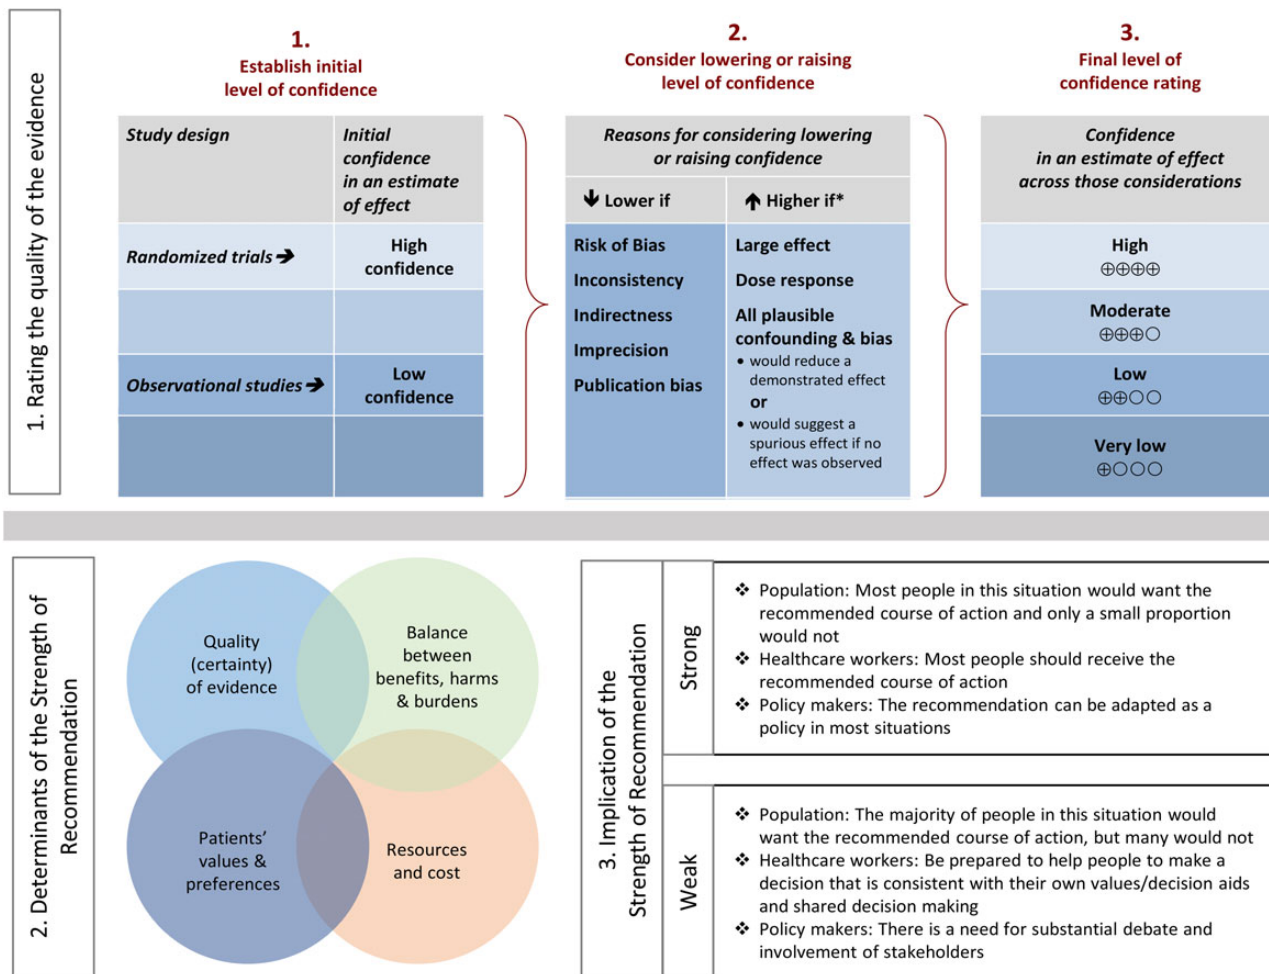 1. Rating the quality of the evidence
1.
Establish initial
level of confidence
2.
Consider lowering or raising
level of confidence
3.
Final level of
confidence rating
Study design
Initial
confidence
in an estimate
of effect
Randomized trials ➔
High
confidence
Observational studies ➔
Low
confidence
Reasons for considering lowering
or raising confidence
🡇 Lower if
🡅 Higher if*
Risk of Bias
Inconsistency
Indirectness
Imprecision
Publication bias
Large effect
Dose response
All plausible
confounding & bias
• would reduce a
demonstrated effect
or
• would suggest a
spurious effect if no
effect was observed
Confidence
in an estimate of effect
across those considerations
High
⊕⊕⊕⊕
Moderate
⊕⊕⊕○
Low
⊕⊕○○
Very low
⊕○○○
2. Determinants of the Strength of
Recommendation
Quality
(certainty)
of evidence
Balance
between
benefits, harms
& burdens
Patients’
values &
preferences
Resources
and cost
3. Implication of the
Strength of Recommendation
Strong
❖ Population: Most people in this situation would want the
recommended course of action and only a small proportion
would not
❖ Healthcare workers: Most people should receive the
recommended course of action
❖ Policy makers: The recommendation can be adapted as a
policy in most situations
Weak
❖ Population: The majority of people in this situation would
want the recommended course of action, but many would not
❖ Healthcare workers: Be prepared to help people to make a
decision that is consistent with their own values/decision aids
and shared decision making
❖ Policy makers: There is a need for substantial debate and
involvement of stakeholders